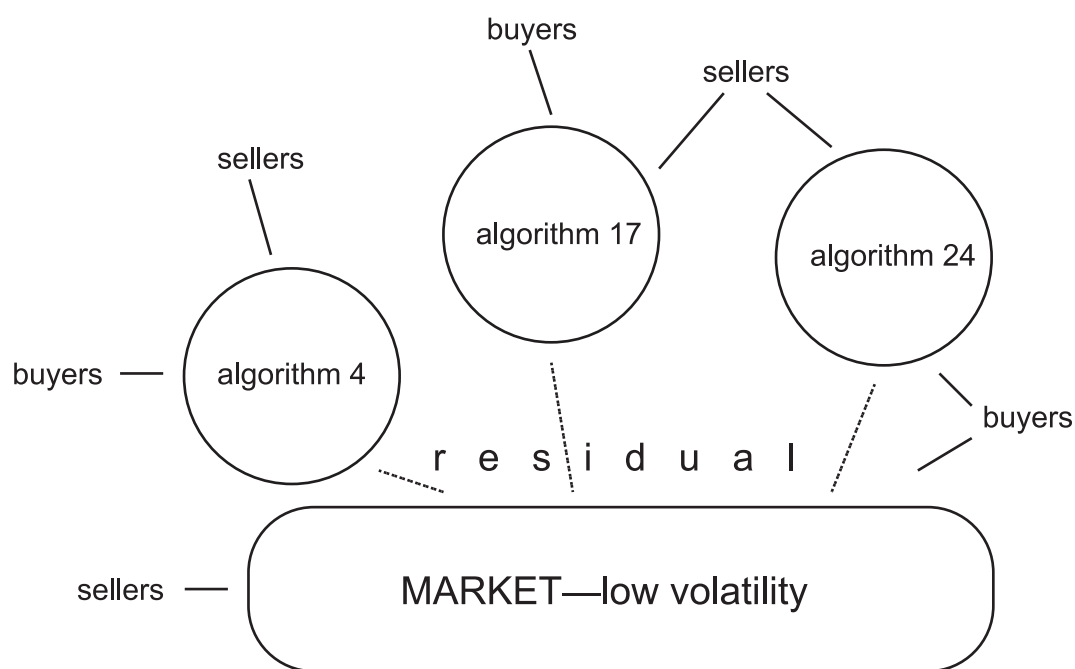 buyers
sellers
sellers
algorithm 17
algorithm 24
buyers
algorithm 4
buyers
r e s i d u a l
sellers
MARKET—low volatility